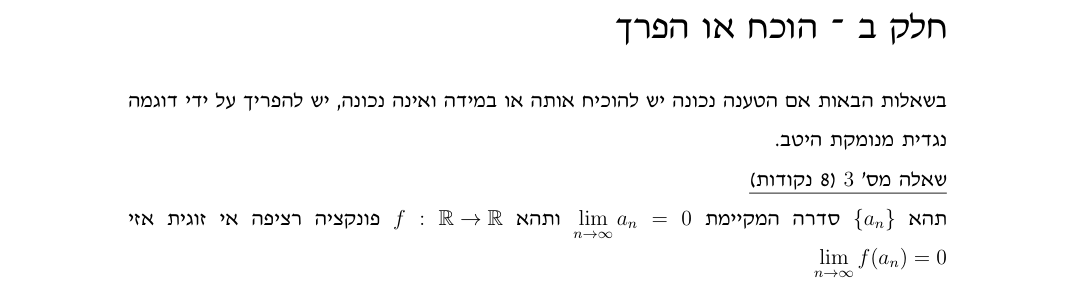 חלק ב - הוכח או הפרך
בשאלות הבאות אם הטענה נכונה יש להוכיח אותה או במידה ואינה נכונה, יש להפריך על ידי דוגמה
נגדית מנומקת היטב.
שאלה מס' 3 (8 נקודות)
תהא {a_n} סדרה המקיימת lim_{n→∞} a_n = 0 ותהא f : ℝ → ℝ פונקציה רציפה אי זוגית אזי
lim_{n→∞} f(a_n) = 0